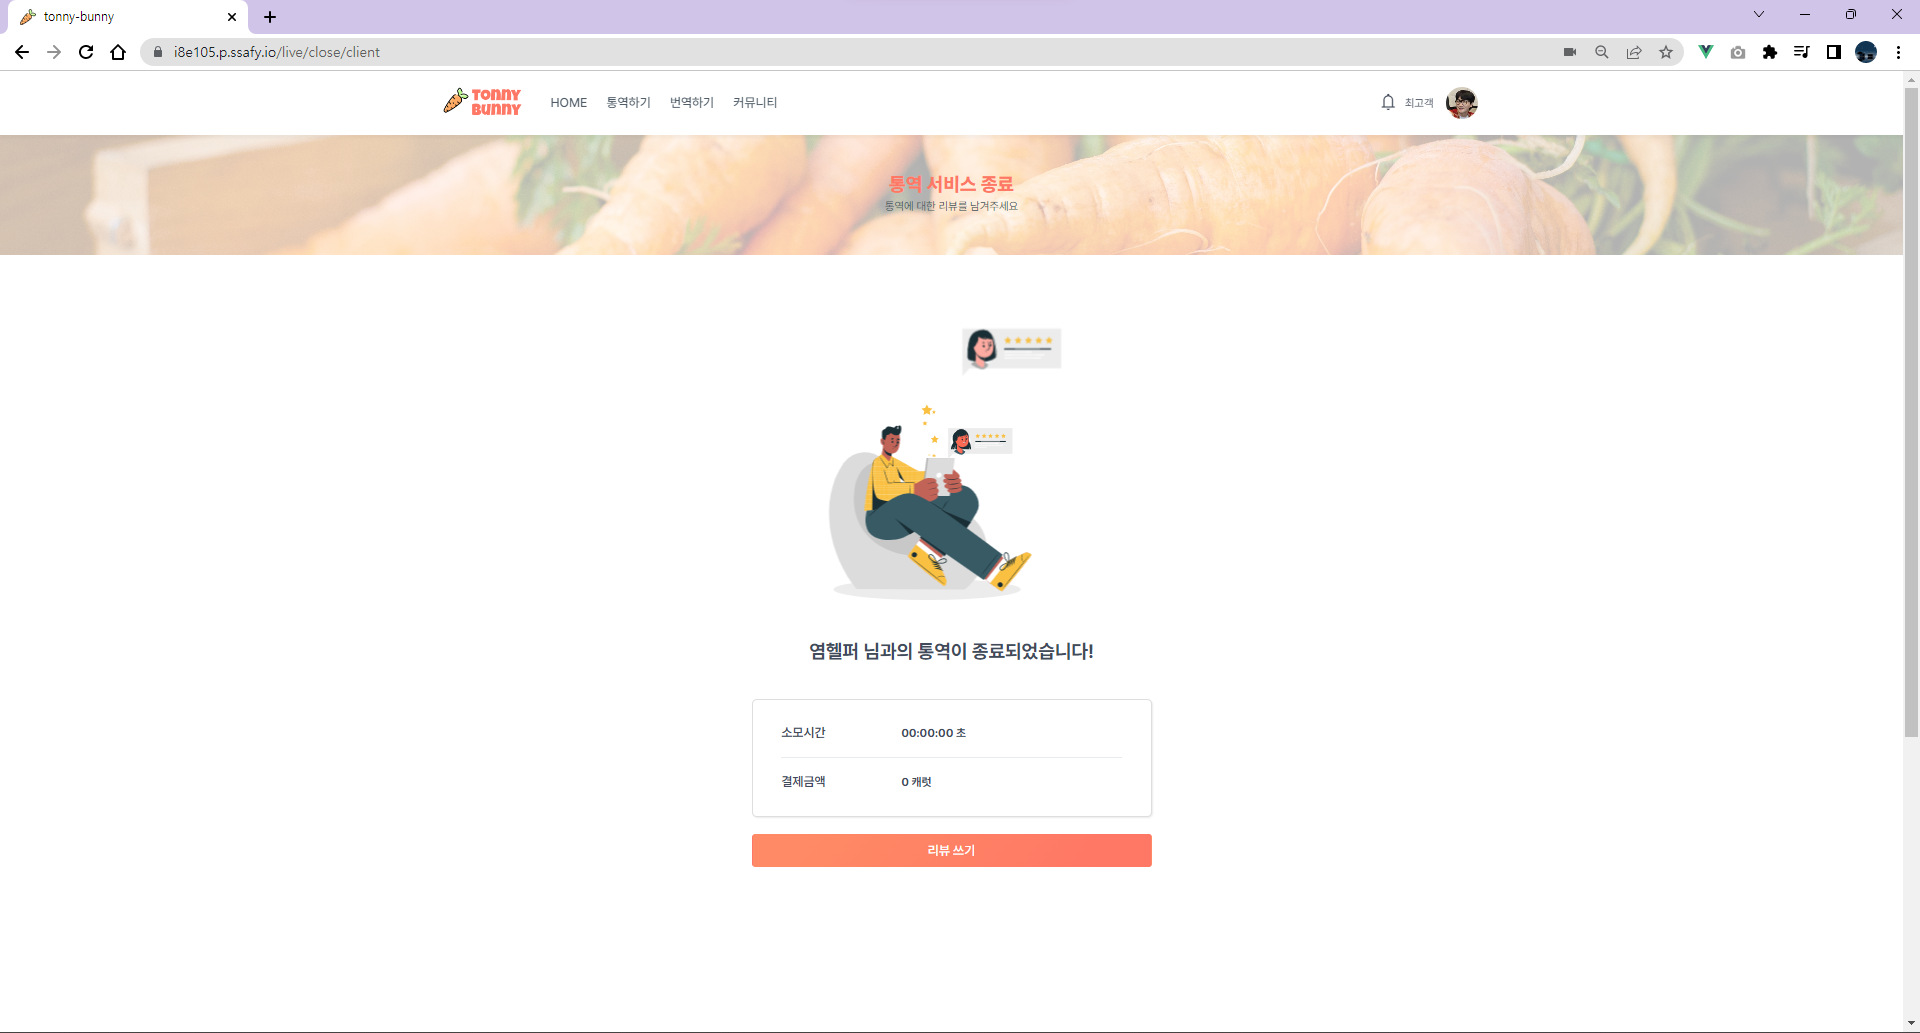 tonny-bunny
i8e105.p.ssafy.io/live/close/client
TONNY
BUNNY
HOME 통역하기 번역하기 커뮤니티
최고객
통역 서비스 종료
통역에 대한 리뷰를 남겨주세요
염헬퍼 님과의 통역이 종료되었습니다!
소모시간 00:00:00 초
결제금액 0 캐럿
리뷰 쓰기